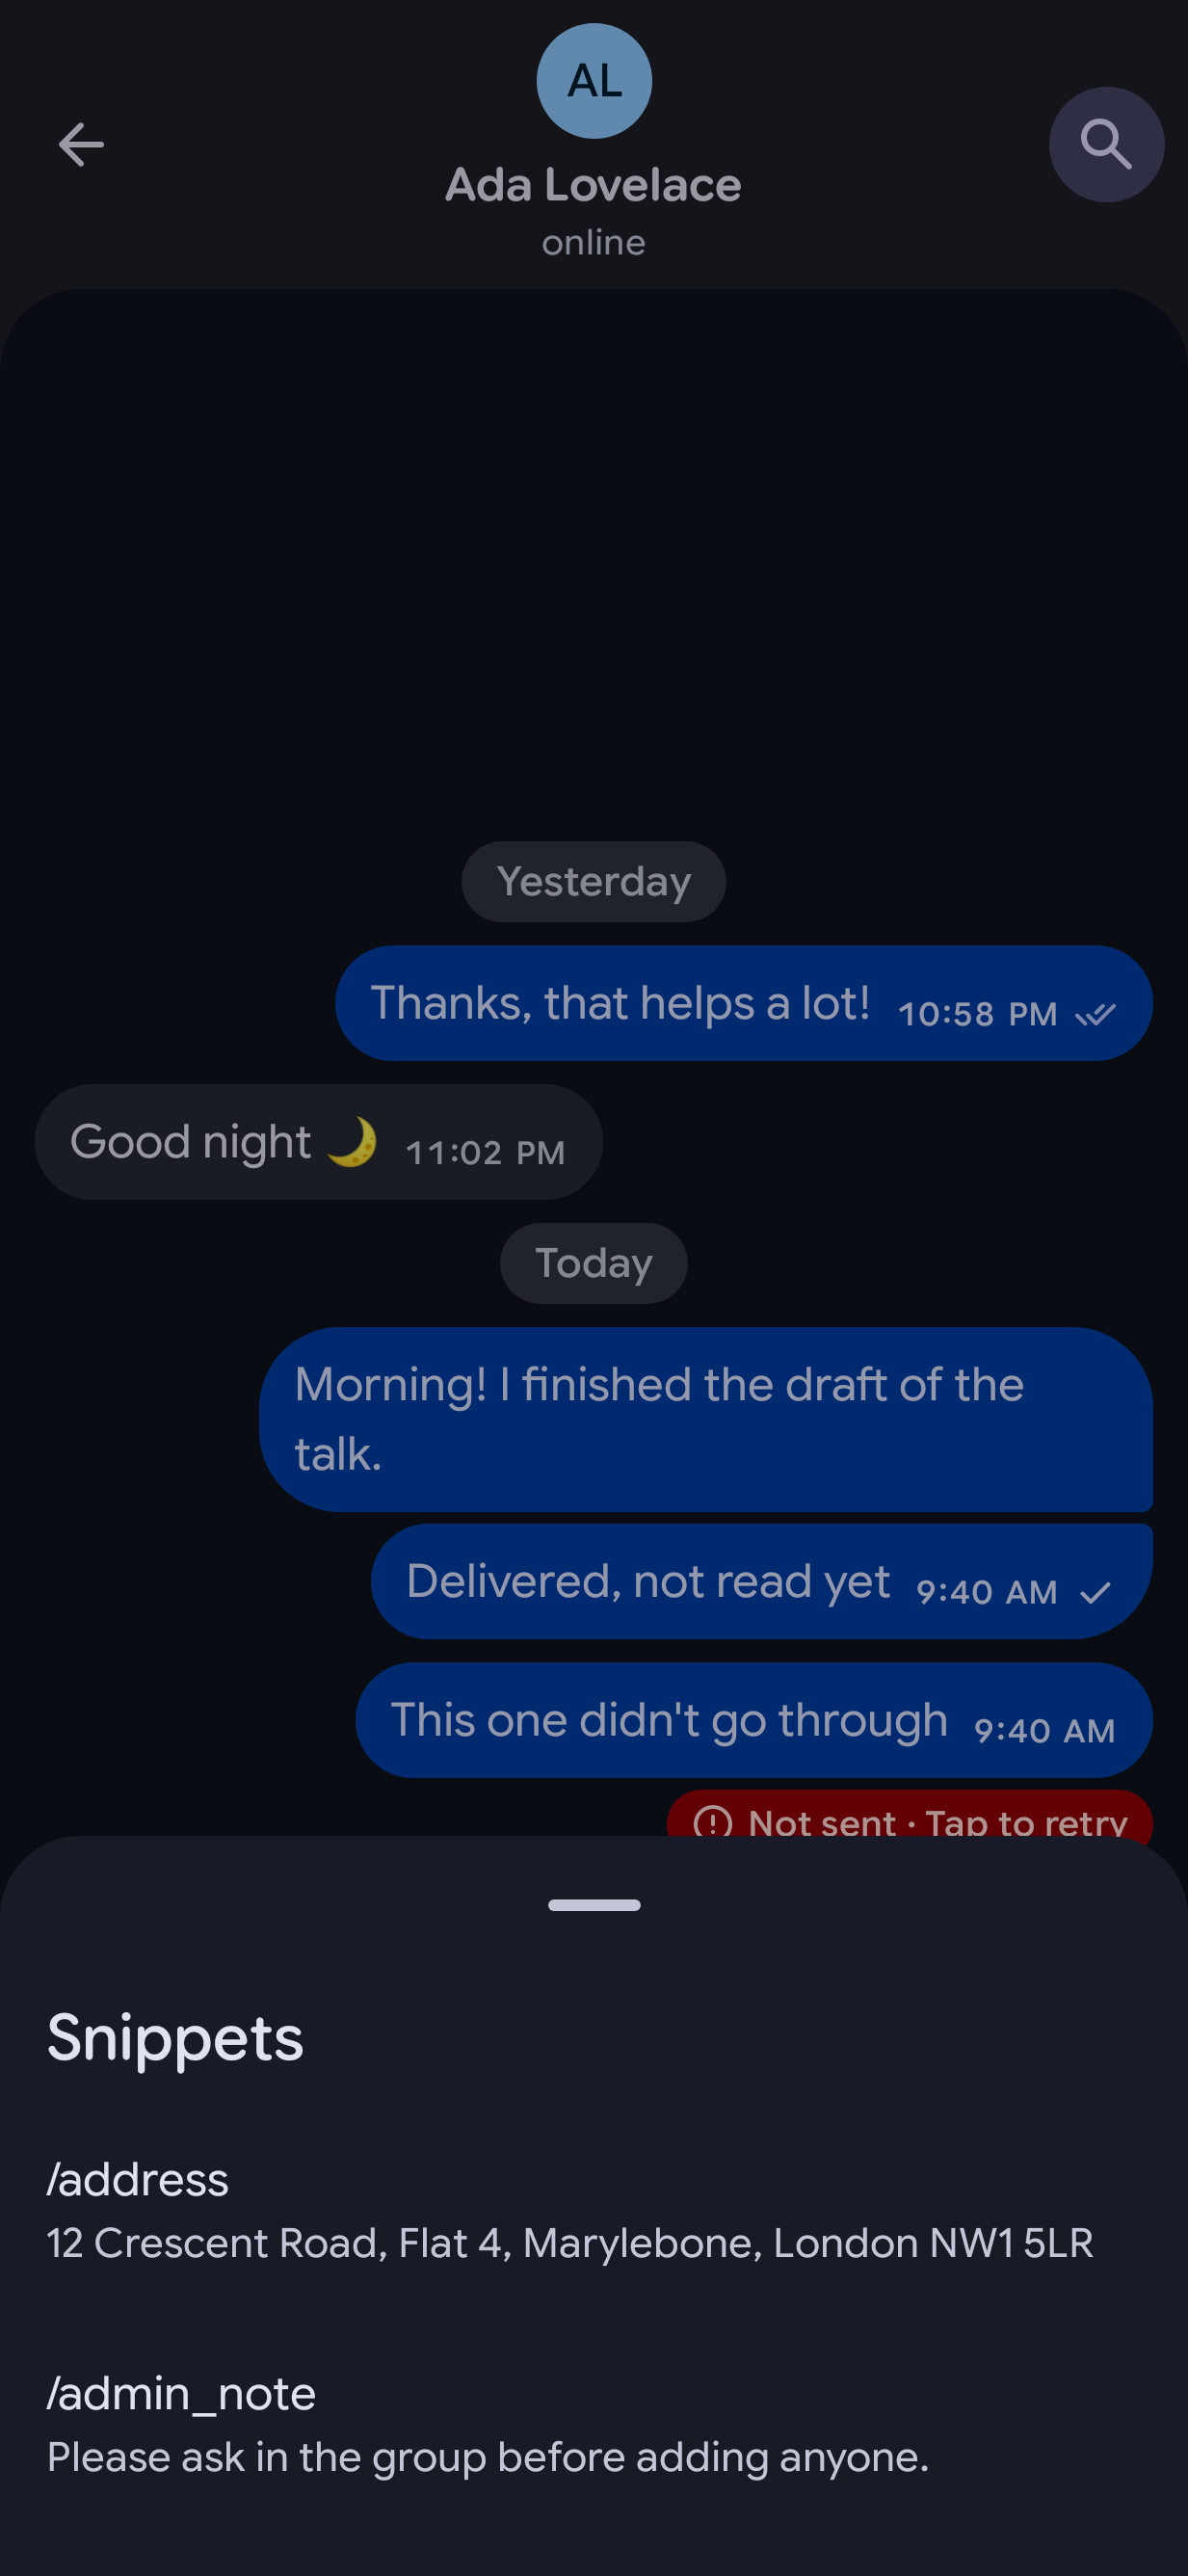 AL
Ada Lovelace
online
Yesterday
Thanks, that helps a lot! 10:58 PM
Good night 🌙 11:02 PM
Today
Morning! I finished the draft of the
talk.
Delivered, not read yet 9:40 AM
This one didn't go through 9:40 AM
Not sent · Tap to retry
Snippets
/address
12 Crescent Road, Flat 4, Marylebone, London NW1 5LR
/admin_note
Please ask in the group before adding anyone.